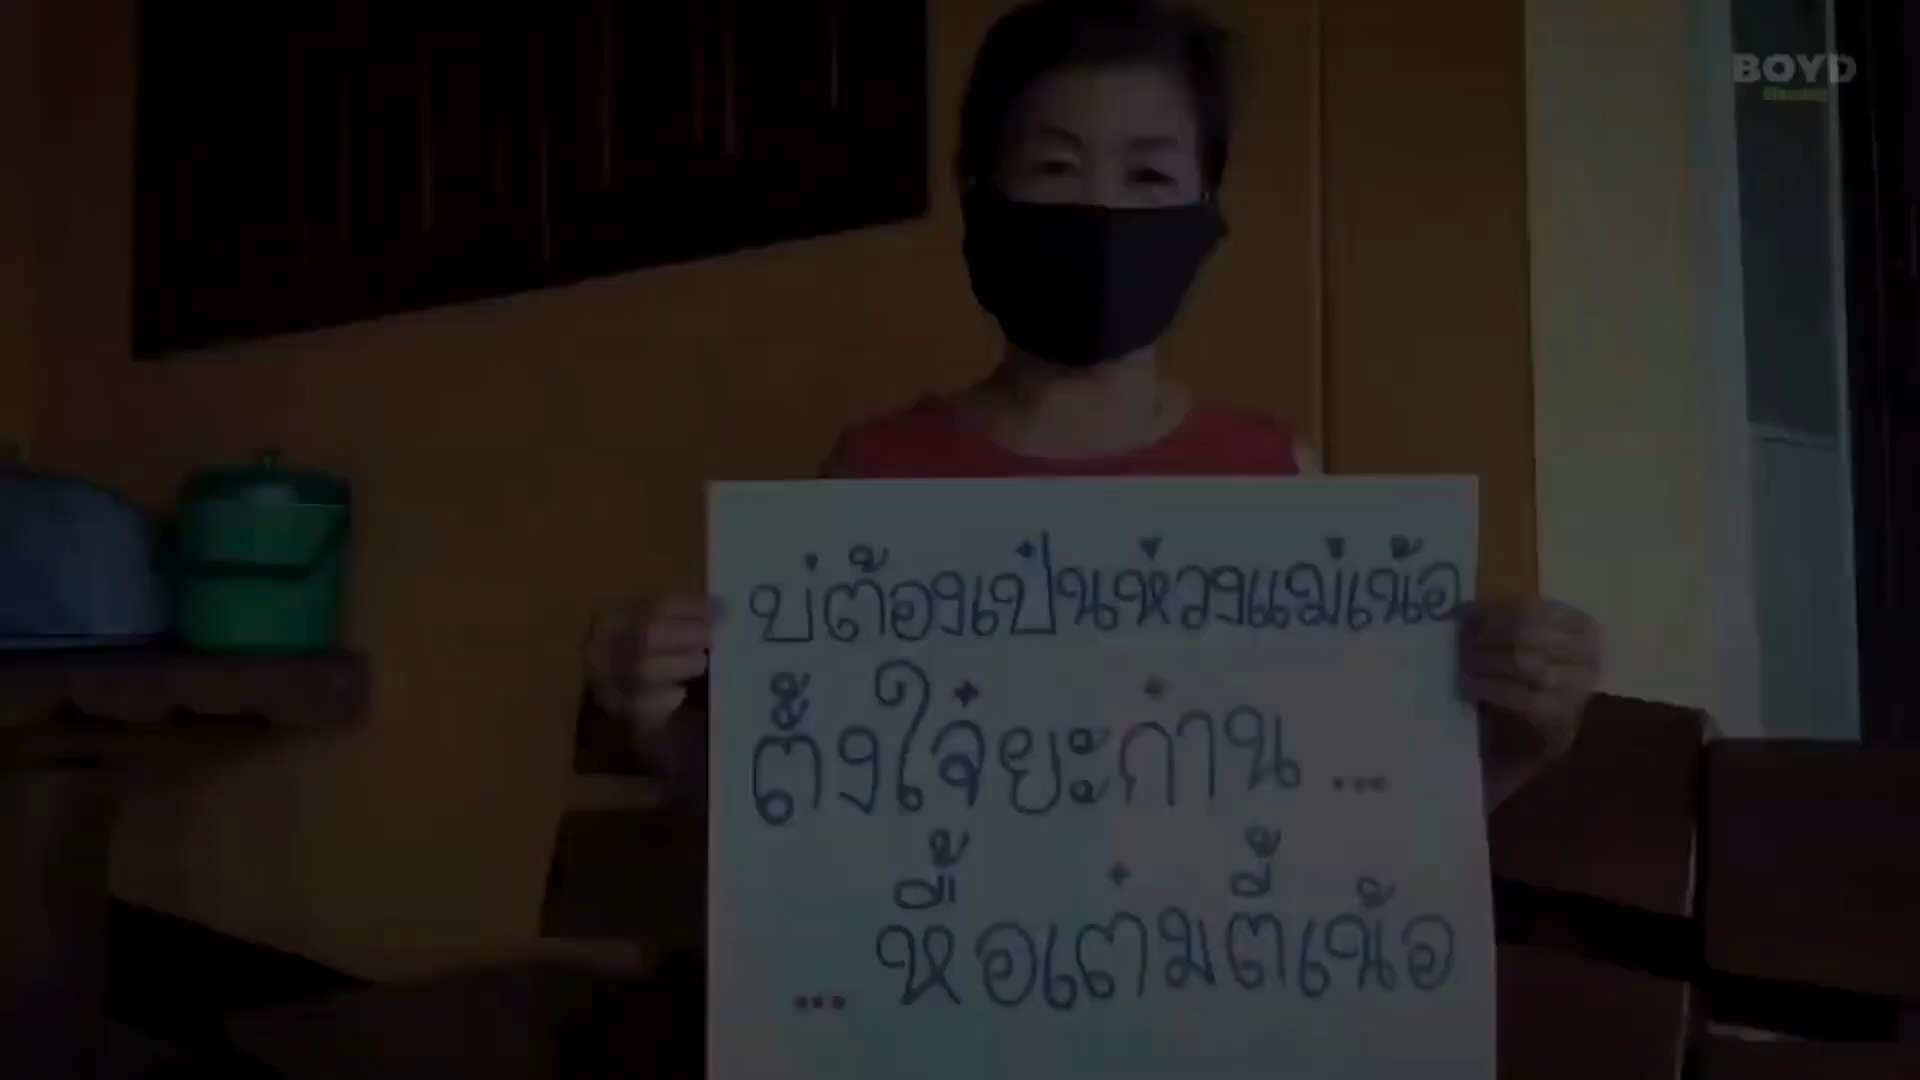 BOYD
บ่ต้องเป๋นห่วงแม่เน้อ
ตั้งใจ๋ยะก๋าน...
...หื้อเต๋มตี้เน้อ